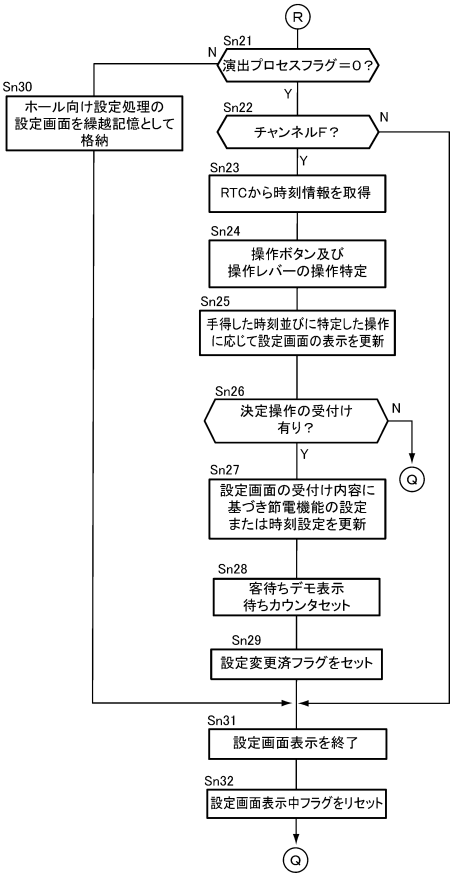 R
Sn21
演出プロセスフラグ＝0？
N
Y
Sn30
ホール向け設定処理の
設定画面を繰越記憶として
格納
Sn22
チャンネルF？
N
Y
Sn23
RTCから時刻情報を取得
Sn24
操作ボタン及び
操作レバーの操作特定
Sn25
手得した時刻並びに特定した操作
に応じて設定画面の表示を更新
Sn26
決定操作の受付け
有り？
N
Y
Q
Sn27
設定画面の受付け内容に
基づき節電機能の設定
または時刻設定を更新
Sn28
客待ちデモ表示
待ちカウンタセット
Sn29
設定変更済フラグをセット
Sn31
設定画面表示を終了
Sn32
設定画面表示中フラグをリセット
Q